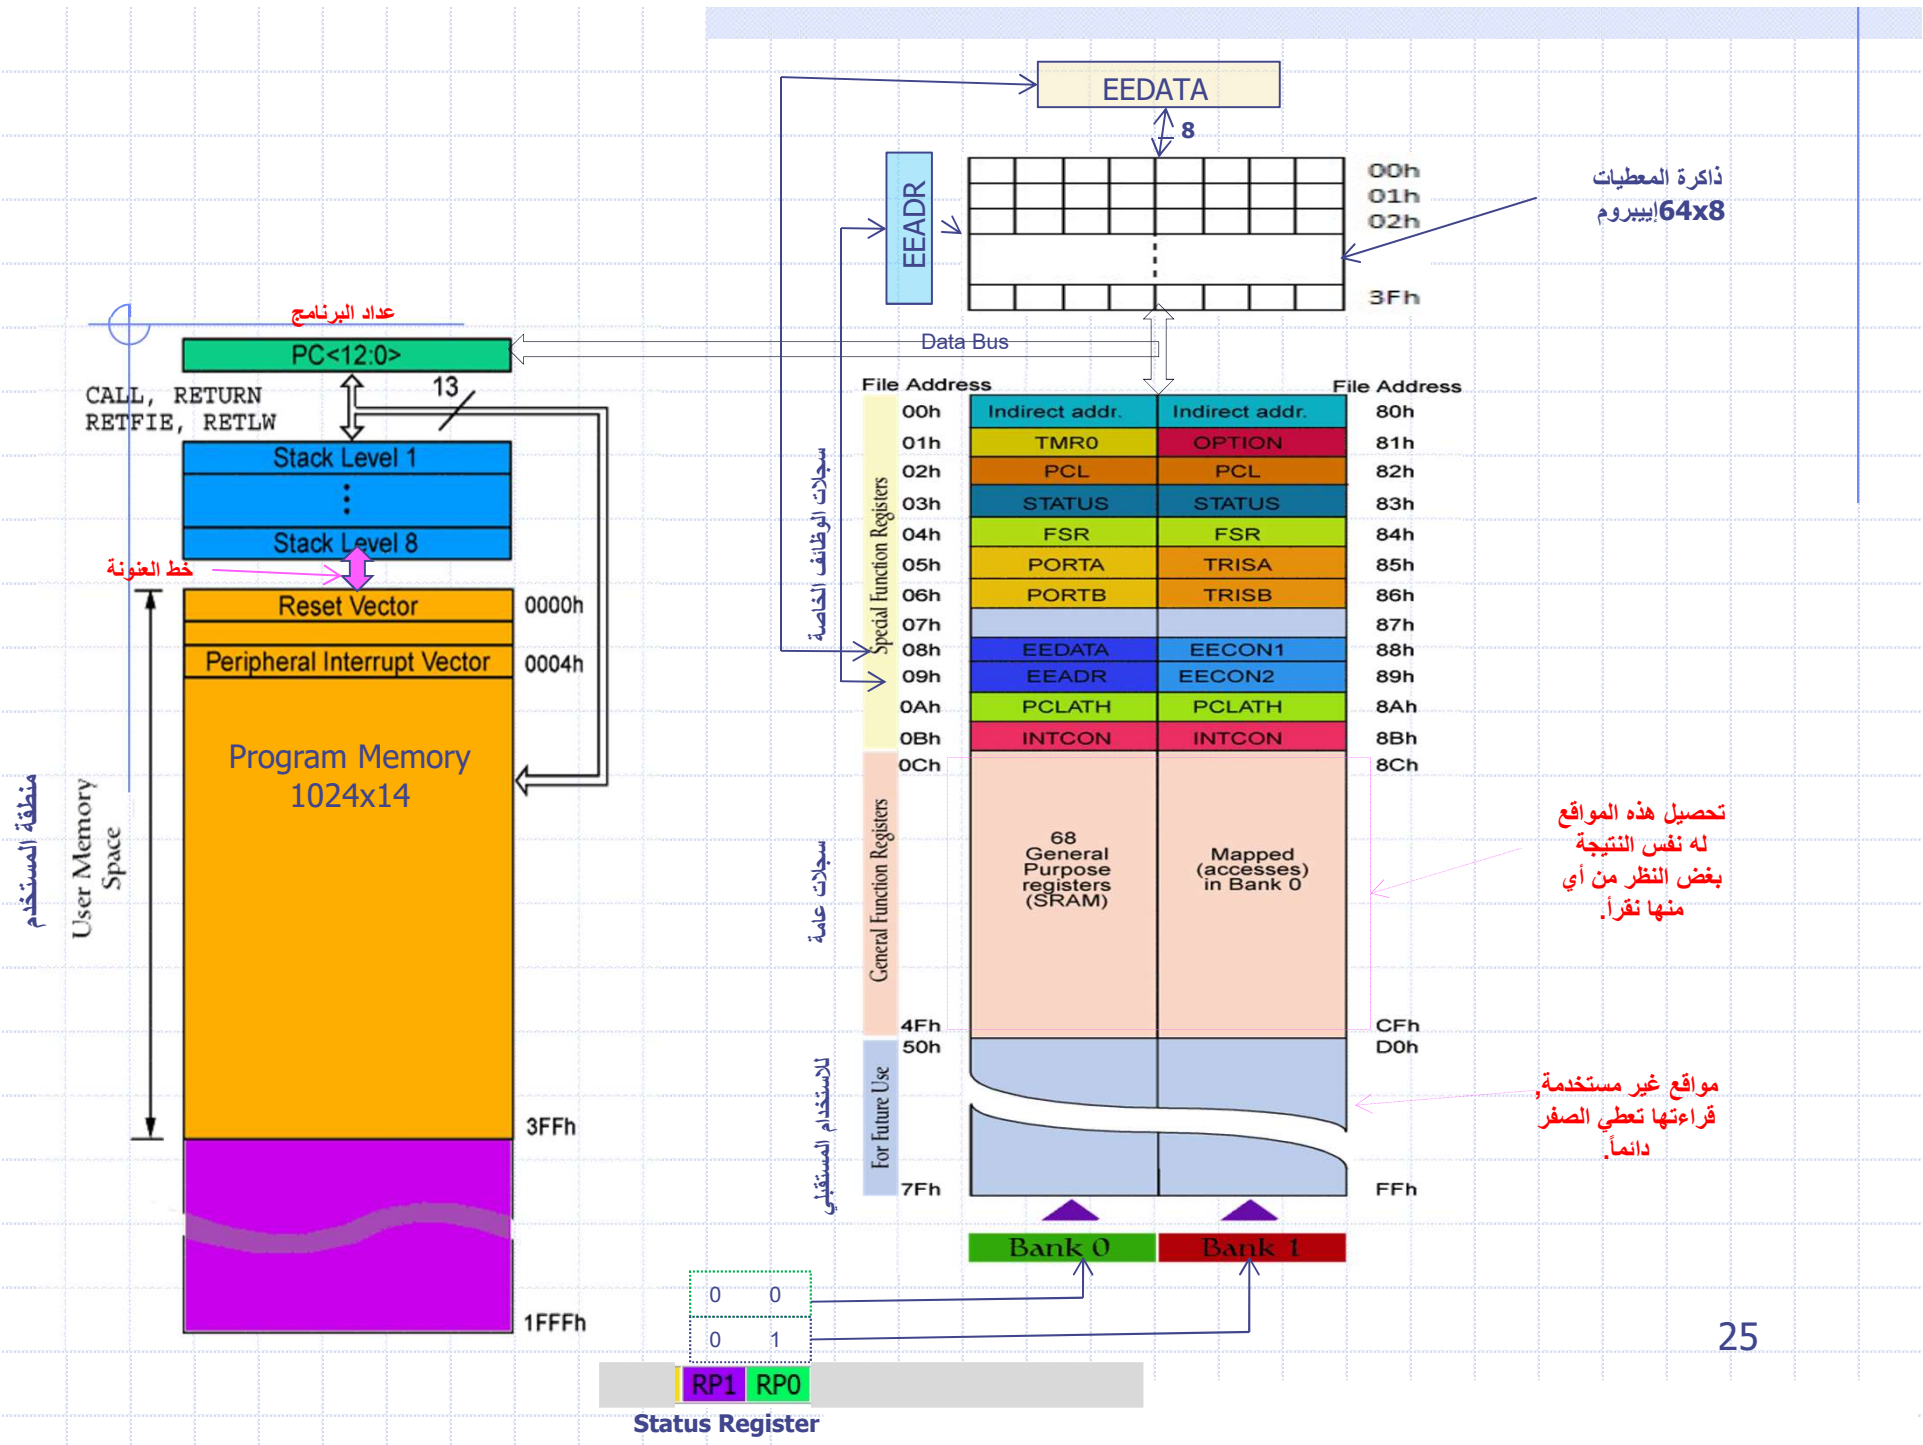 EEDATA
8
EEADR
00h
01h
02h
3Fh
ذاكرة المعطيات
64x8إيبيروم
عداد البرنامج
PC<12:0>
Data Bus
CALL, RETURN
RETFIE, RETLW
13
Stack Level 1
Stack Level 8
خط العنونة
Reset Vector
0000h
Peripheral Interrupt Vector
0004h
Program Memory
1024x14
3FFh
1FFFh
منطقة المستخدم
User Memory
Space
File Address
File Address
سجلات الوظائف الخاصة
Special Function Registers
00h Indirect addr. Indirect addr. 80h
01h TMR0 OPTION 81h
02h PCL PCL 82h
03h STATUS STATUS 83h
04h FSR FSR 84h
05h PORTA TRISA 85h
06h PORTB TRISB 86h
07h 87h
08h EEDATA EECON1 88h
09h EEADR EECON2 89h
0Ah PCLATH PCLATH 8Ah
0Bh INTCON INTCON 8Bh
0Ch 8Ch
سجلات عامة
General Function Registers
68
General
Purpose
registers
(SRAM)
Mapped
(accesses)
in Bank 0
تحصيل هذه المواقع
له نفس النتيجة
بغض النظر من أي
منها نقرأ.
4Fh CFh
50h D0h
للاستخدام المستقبلي
For Future Use
مواقع غير مستخدمة,
قراءتها تعطي الصفر
دائماً.
7Fh FFh
Bank 0 Bank 1
0 0
0 1
RP1 RP0
Status Register
25